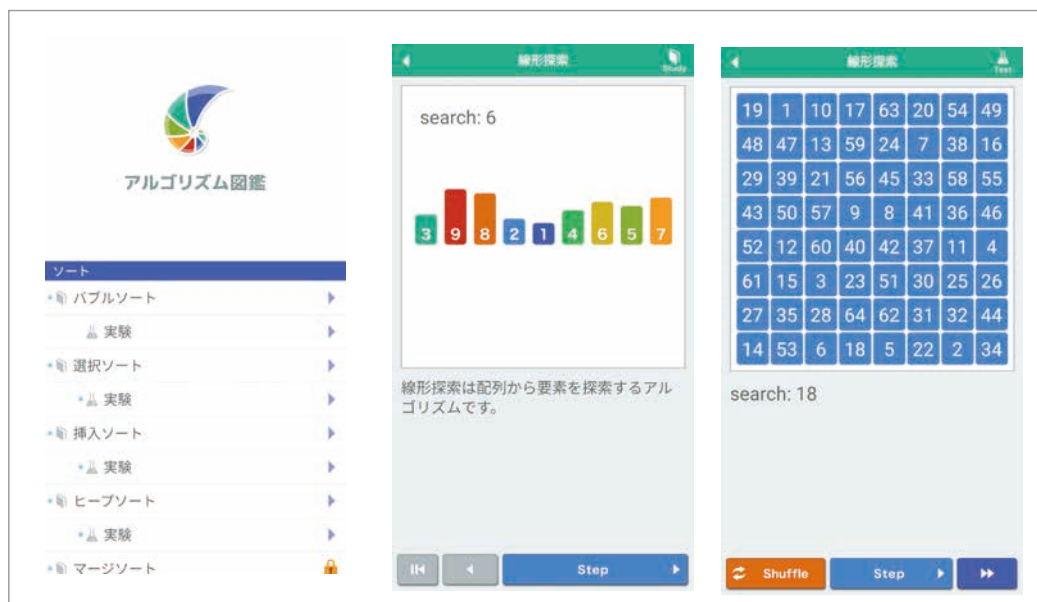 アルゴリズム図鑑
ソート
バブルソート
実験
選択ソート
実験
挿入ソート
実験
ヒープソート
実験
マージソート
線形探索
Study
search: 6
3 9 8 2 1 4 6 5 7
線形探索は配列から要素を探索するアル
ゴリズムです。
Step
線形探索
Test
19 1 10 17 63 20 54 49
48 47 13 59 24 7 38 16
29 39 21 56 45 33 58 55
43 50 57 9 8 41 36 46
52 12 60 40 42 37 11 4
61 15 3 23 51 30 25 26
27 35 28 64 62 31 32 44
14 53 6 18 5 22 2 34
search: 18
Shuffle Step